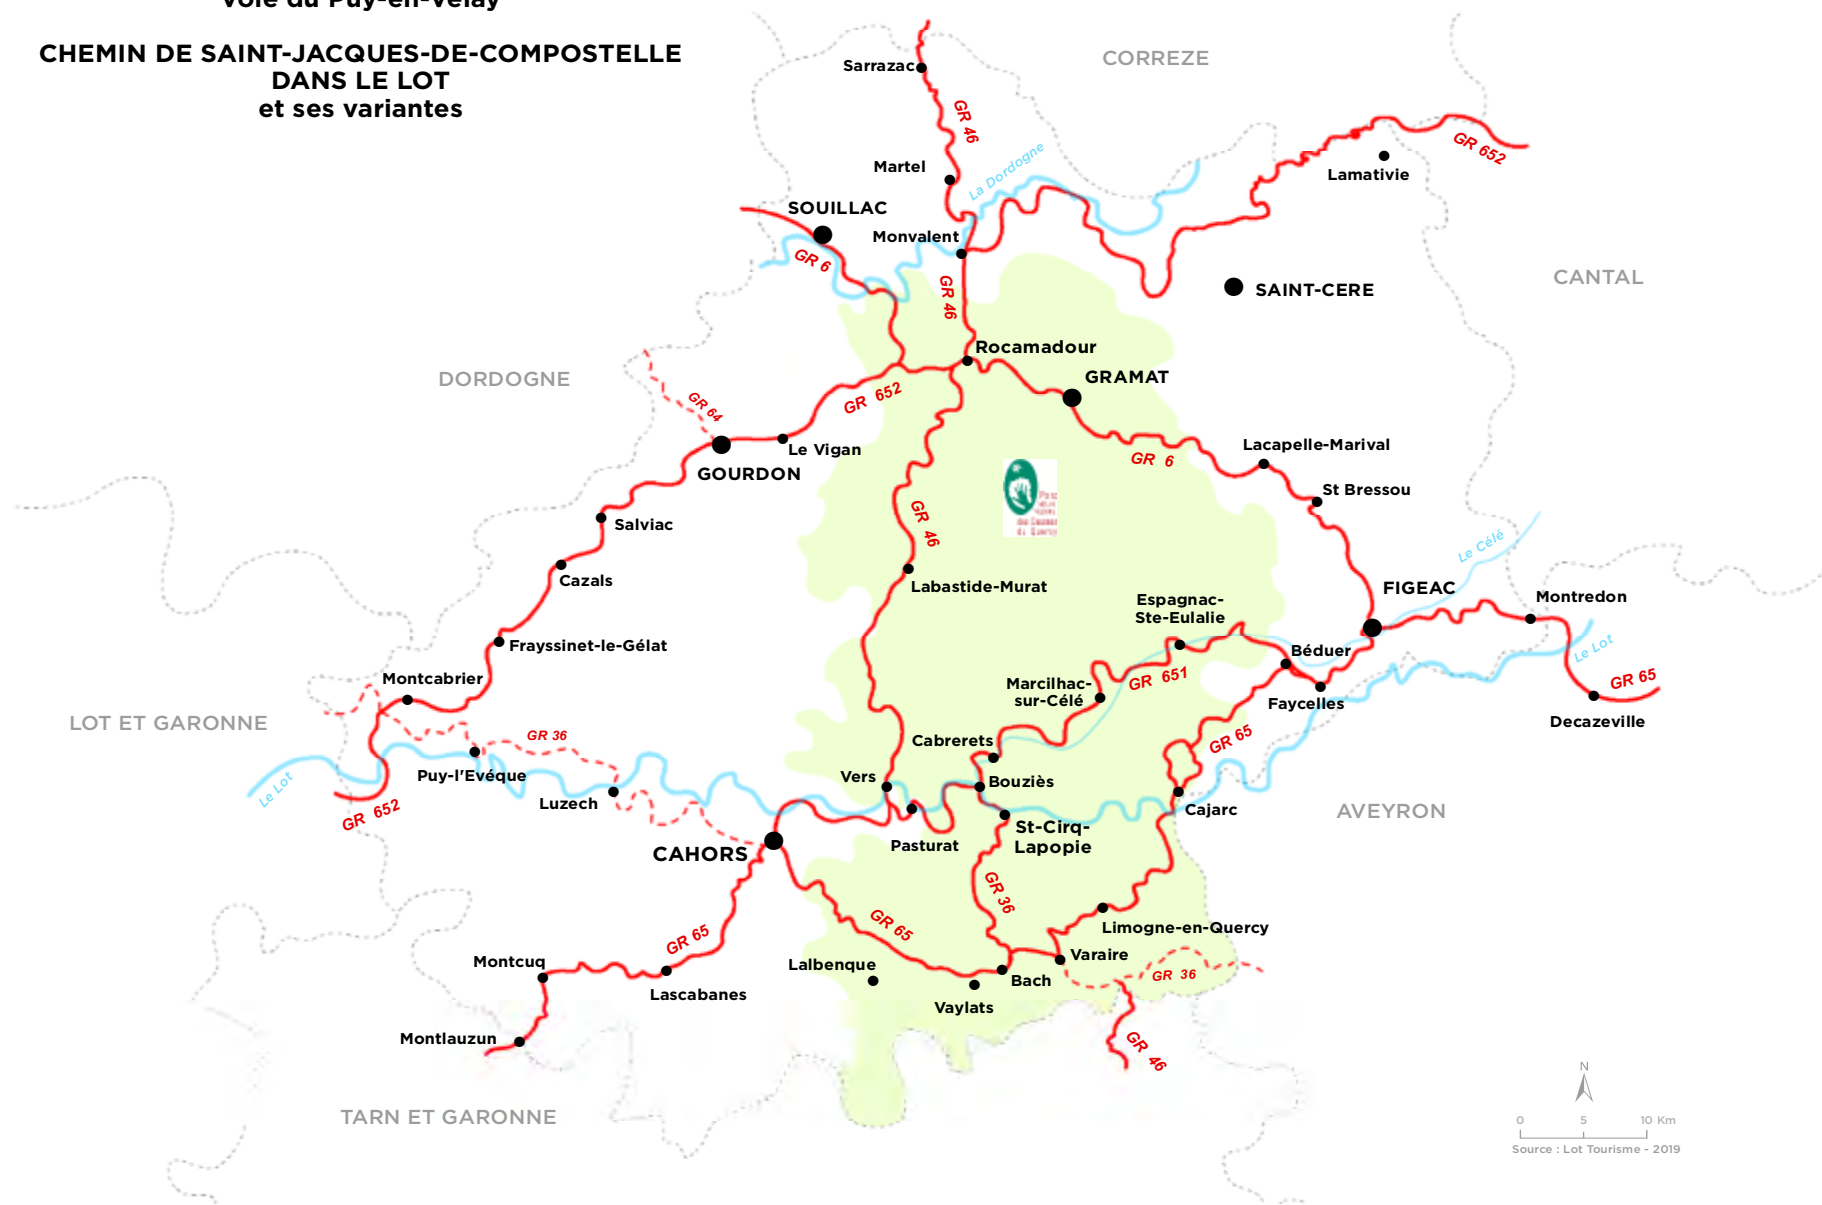 Voie du Puy-en-Velay
CHEMIN DE SAINT-JACQUES-DE-COMPOSTELLE
DANS LE LOT
et ses variantes
CORREZE
Sarrazac
GR 46
GR 652
Martel
La Dordogne
Lamativie
SOUILLAC
Monvalent
GR 6
GR 46
SAINT-CERE
CANTAL
Rocamadour
GRAMAT
DORDOGNE
GR 64
GR 652
Le Vigan
GOURDON
Lacapelle-Marival
GR 6
St Bressou
Salviac
GR 46
Parc
des Causses
du Quercy
Le Célé
Cazals
Labastide-Murat
FIGEAC
Espagnac-
Ste-Eulalie
Montredon
Frayssinet-le-Gélat
Béduer
Le Lot
Montcabrier
Marcilhac-
sur-Célé
GR 651
GR 65
Faycelles
LOT ET GARONNE
Decazeville
GR 36
Cabrerets
GR 65
Puy-l'Evéque
Vers
Bouziès
Le Lot
Luzech
Cajarc
AVEYRON
GR 652
Pasturat
St-Cirq-
Lapopie
CAHORS
GR 36
GR 65
Limogne-en-Quercy
GR 65
Montcuq
Lalbenque
Varaire
GR 36
Lascabanes
Bach
Vaylats
Montlauzun
GR 46
TARN ET GARONNE
N
0 5 10 Km
Source : Lot Tourisme - 2019